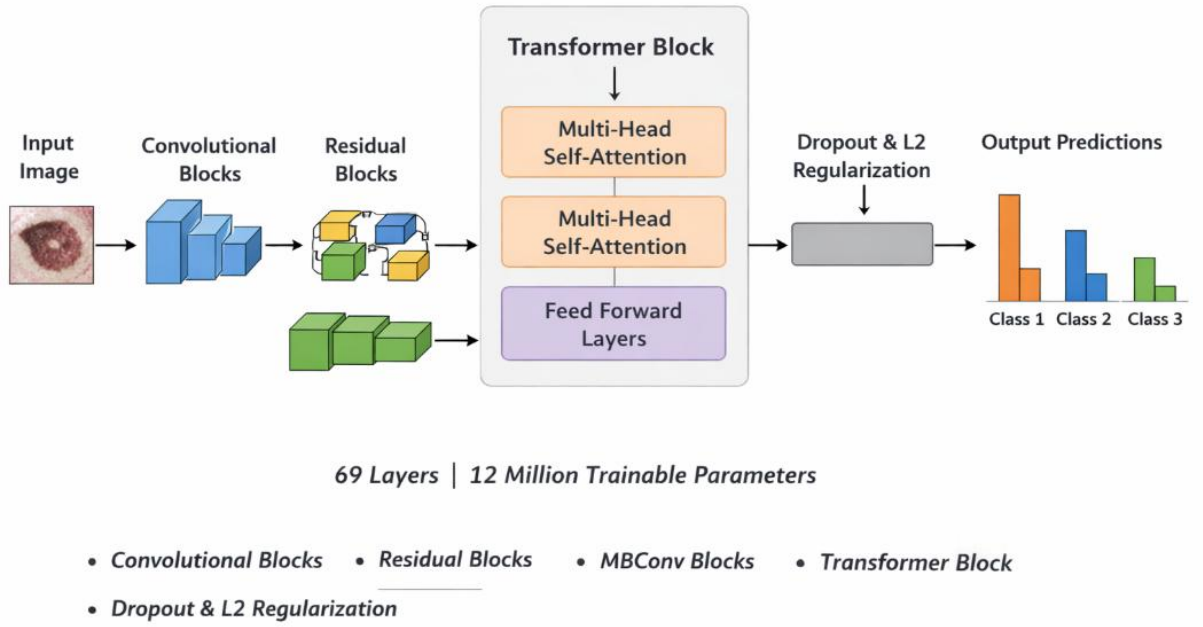 Transformer Block
Multi-Head
Self-Attention
Multi-Head
Self-Attention
Feed Forward
Layers
Input
Image
Convolutional
Blocks
Residual
Blocks
Dropout & L2
Regularization
Output Predictions
Class 1 Class 2 Class 3
69 Layers | 12 Million Trainable Parameters
• Convolutional Blocks • Residual Blocks • MBConv Blocks • Transformer Block
• Dropout & L2 Regularization